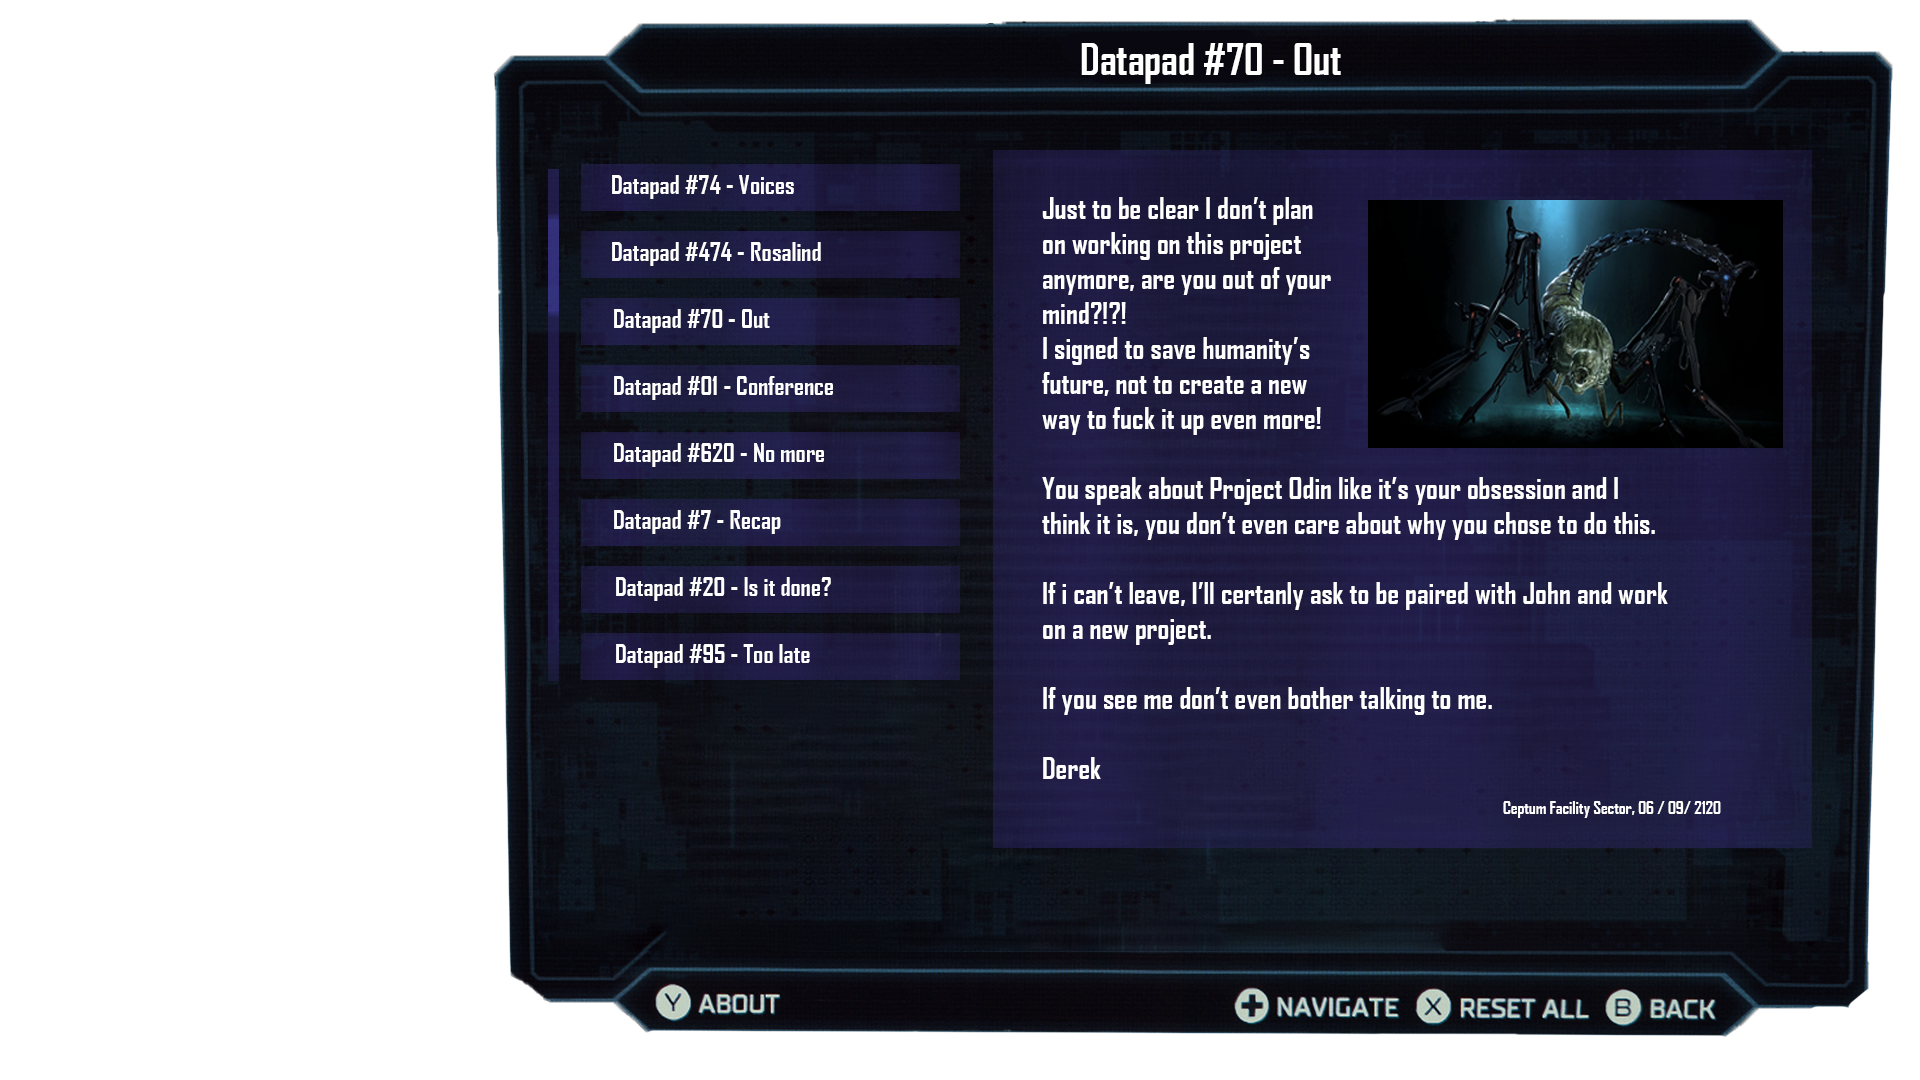 Datapad #70 - Out
Datapad #74 - Voices
Datapad #474 - Rosalind
Datapad #70 - Out
Datapad #01 - Conference
Datapad #620 - No more
Datapad #7 - Recap
Datapad #20 - Is it done?
Datapad #95 - Too late
Just to be clear I don't plan
on working on this project
anymore, are you out of your
mind?!?!
I signed to save humanity's
future, not to create a new
way to fuck it up even more!
You speak about Project Odin like it's your obsession and I
think it is, you don't even care about why you chose to do this.
If i can't leave, I'll certanly ask to be paired with John and work
on a new project.
If you see me don't even bother talking to me.
Derek
Ceptum Facility Sector, 06 / 09/ 2120
Y ABOUT
NAVIGATE X RESET ALL B BACK